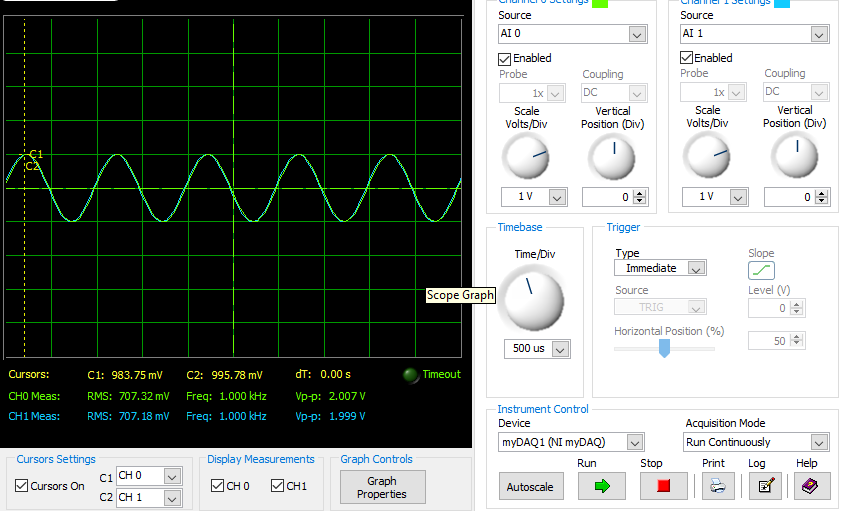 Channel 0 Settings
Channel 1 Settings
Source
AI 0
Source
AI 1
Enabled
Enabled
Probe
Coupling
1x
DC
Probe
Coupling
1x
DC
Scale
Volts/Div
Vertical
Position (Div)
1 V
0
Scale
Volts/Div
Vertical
Position (Div)
1 V
0
C1
C2
Timebase
Time/Div
500 us
Scope Graph
Trigger
Type
Immediate
Slope
Source
TRIG
Level (V)
0
Horizontal Position (%)
50
Cursors: C1: 983.75 mV C2: 995.78 mV dT: 0.00 s Timeout
CH0 Meas: RMS: 707.32 mV Freq: 1.000 kHz Vp-p: 2.007 V
CH1 Meas: RMS: 707.18 mV Freq: 1.000 kHz Vp-p: 1.999 V
Cursors Settings
Cursors On
C1 CH 0
C2 CH 1
Display Measurements
CH 0
CH1
Graph Controls
Graph
Properties
Instrument Control
Device
myDAQ1 (NI myDAQ)
Acquisition Mode
Run Continuously
Run
Stop
Print
Log
Help
Autoscale